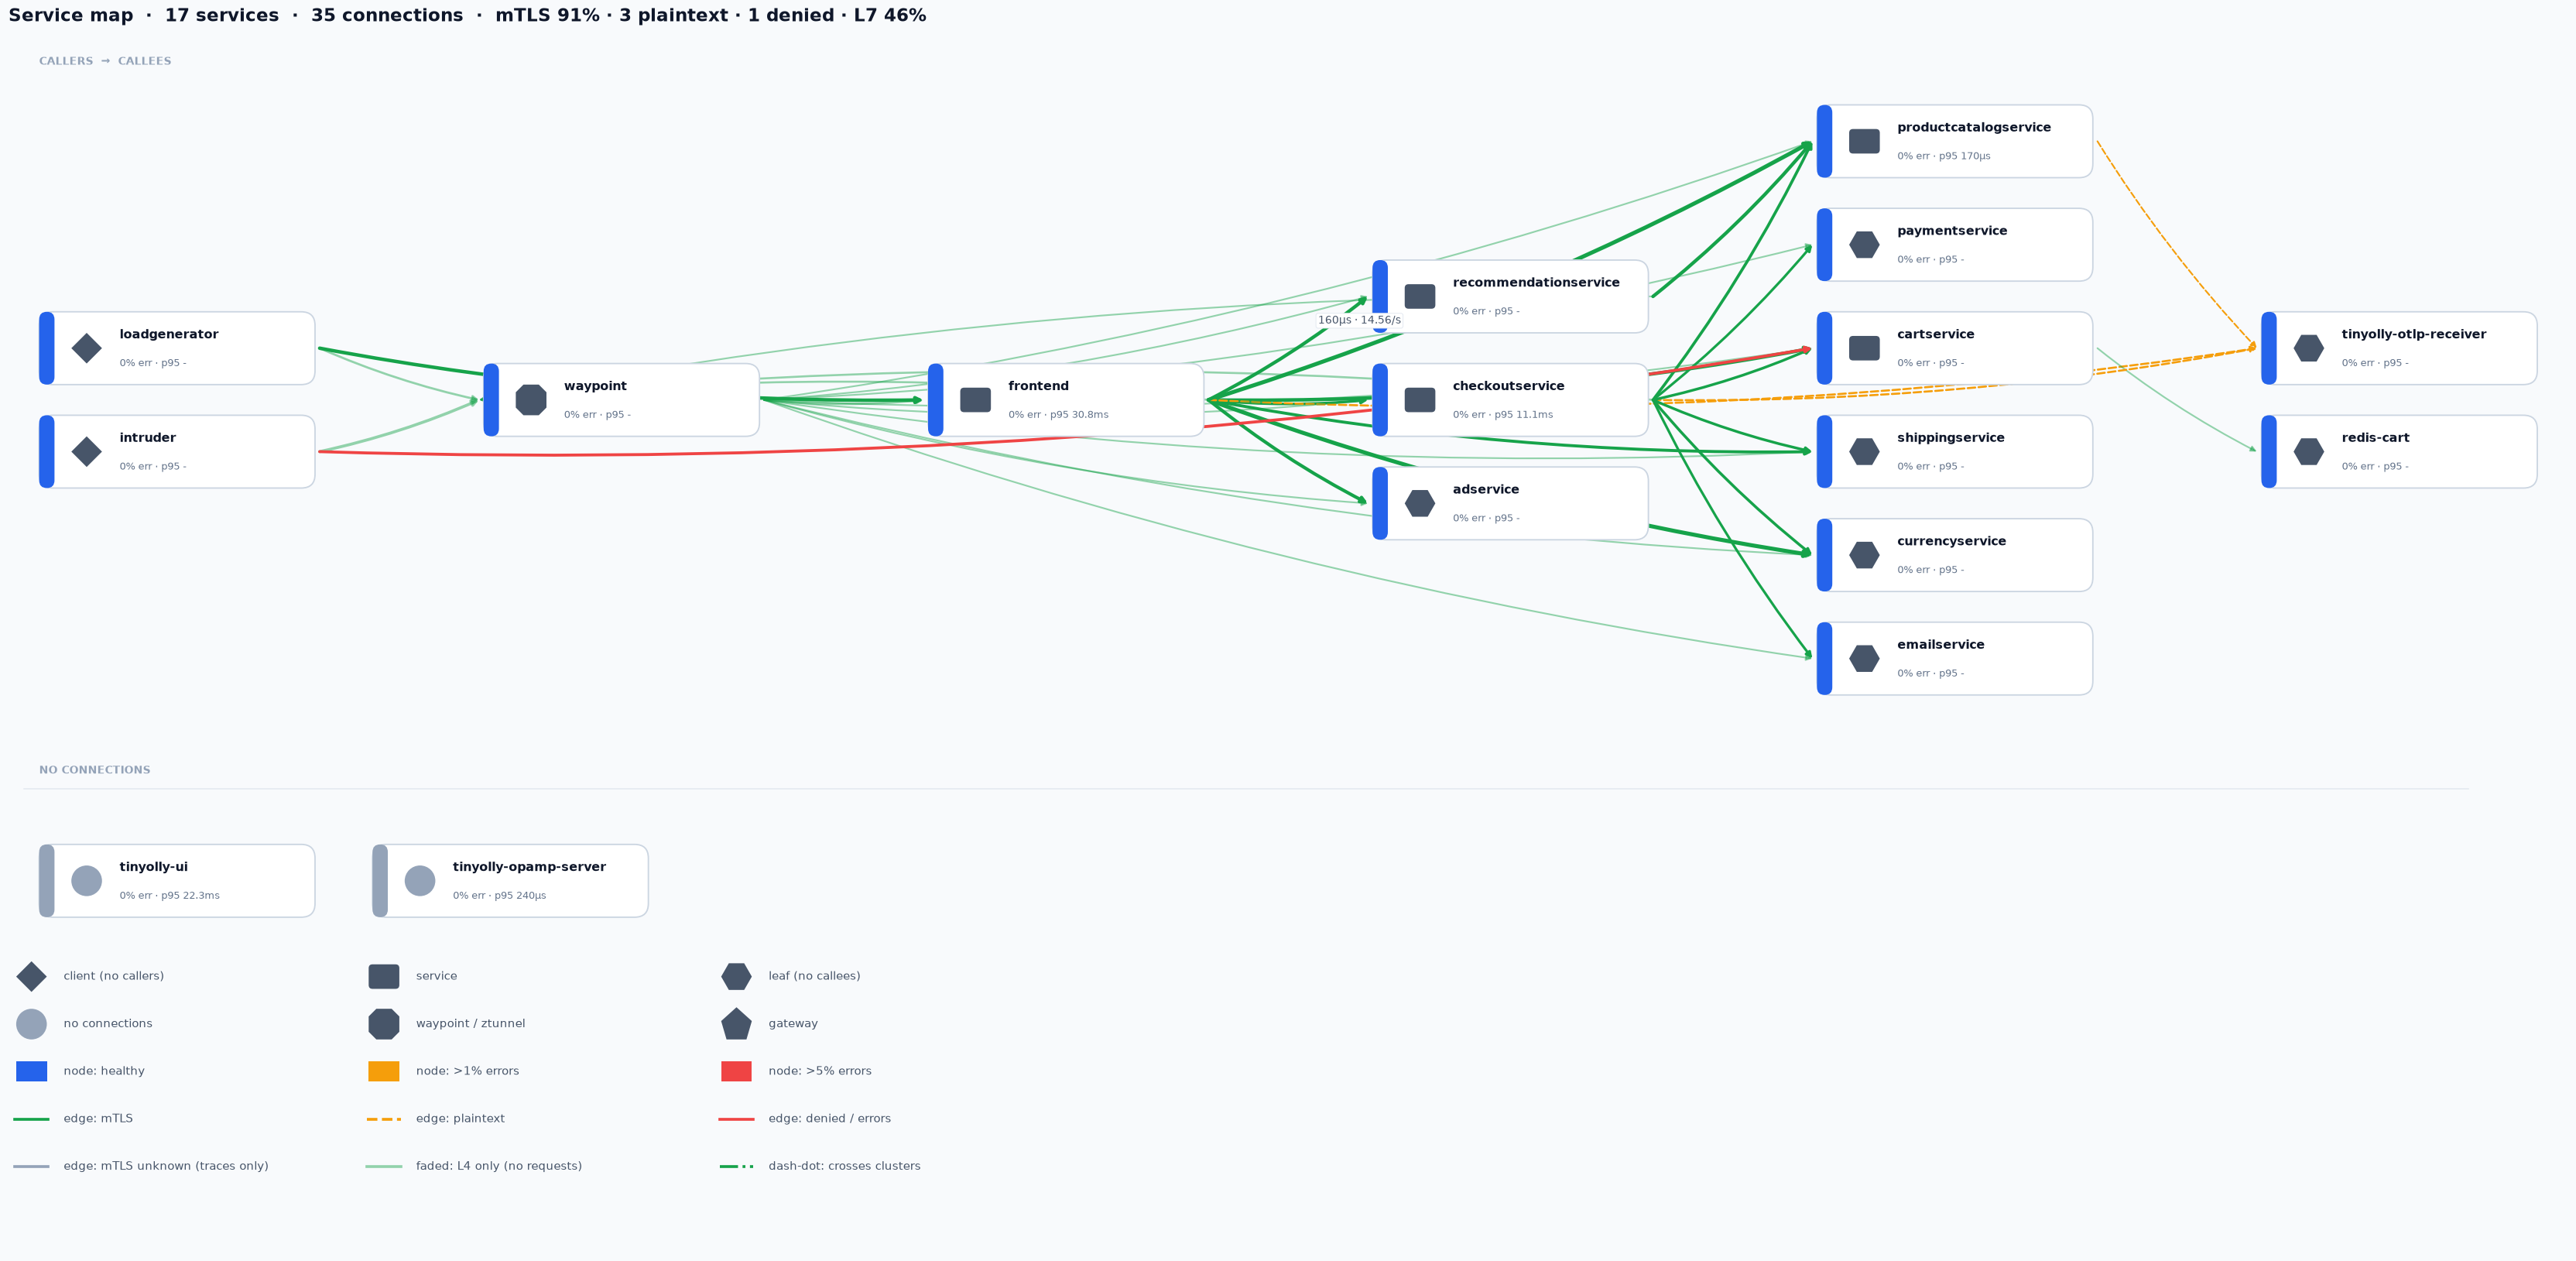 Service map · 17 services · 35 connections · mTLS 91% · 3 plaintext · 1 denied · L7 46%
CALLERS → CALLEES
productcatalogservice
0% err · p95 170µs
paymentservice
0% err · p95 -
recommendationservice
0% err · p95 -
160µs · 14.56/s
loadgenerator
0% err · p95 -
cartservice
0% err · p95 -
tinyolly-otlp-receiver
0% err · p95 -
waypoint
0% err · p95 -
frontend
0% err · p95 30.8ms
checkoutservice
0% err · p95 11.1ms
intruder
0% err · p95 -
shippingservice
0% err · p95 -
redis-cart
0% err · p95 -
adservice
0% err · p95 -
currencyservice
0% err · p95 -
emailservice
0% err · p95 -
NO CONNECTIONS
tinyolly-ui
0% err · p95 22.3ms
tinyolly-opamp-server
0% err · p95 240µs
client (no callers)
service
leaf (no callees)
no connections
waypoint / ztunnel
gateway
node: healthy
node: >1% errors
node: >5% errors
edge: mTLS
edge: plaintext
edge: denied / errors
edge: mTLS unknown (traces only)
faded: L4 only (no requests)
dash-dot: crosses clusters